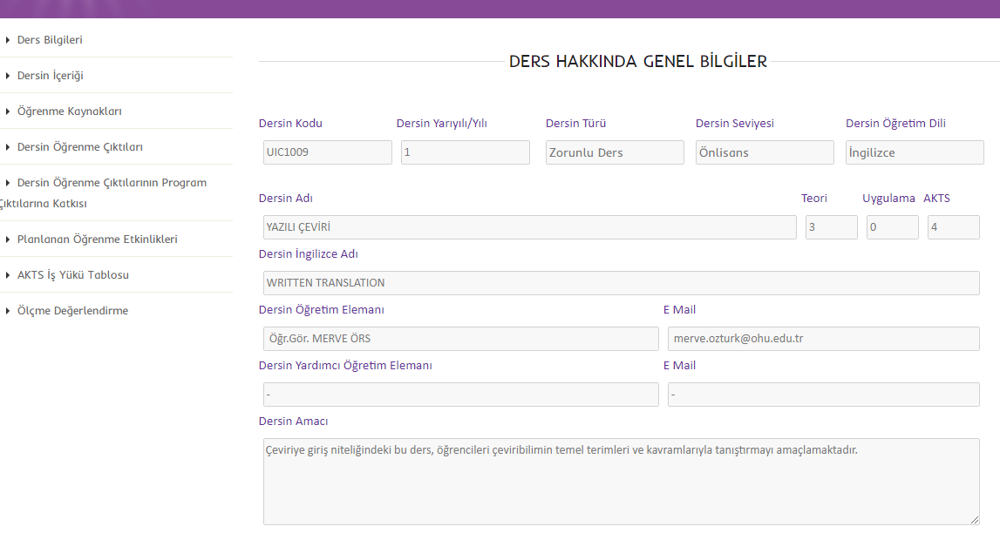 Ders Bilgileri
Dersin İçeriği
Öğrenme Kaynakları
Dersin Öğrenme Çıktıları
Dersin Öğrenme Çıktılarının Program
Çıktılarına Katkısı
Planlanan Öğrenme Etkinlikleri
AKTS İş Yükü Tablosu
Ölçme Değerlendirme
DERS HAKKINDA GENEL BİLGİLER
Dersin Kodu Dersin Yarıyılı/Yılı Dersin Türü Dersin Seviyesi Dersin Öğretim Dili
UIC1009 1 Zorunlu Ders Önlisans İngilizce
Dersin Adı Teori Uygulama AKTS
YAZILI ÇEVİRİ 3 0 4
Dersin İngilizce Adı
WRITTEN TRANSLATION
Dersin Öğretim Elemanı E Mail
Öğr.Gör. MERVE ÖRS merve.ozturk@ohu.edu.tr
Dersin Yardımcı Öğretim Elemanı E Mail
- -
Dersin Amacı
Çeviriye giriş niteliğindeki bu ders, öğrencileri çeviribilimin temel terimleri ve kavramlarıyla tanıştırmayı amaçlamaktadır.